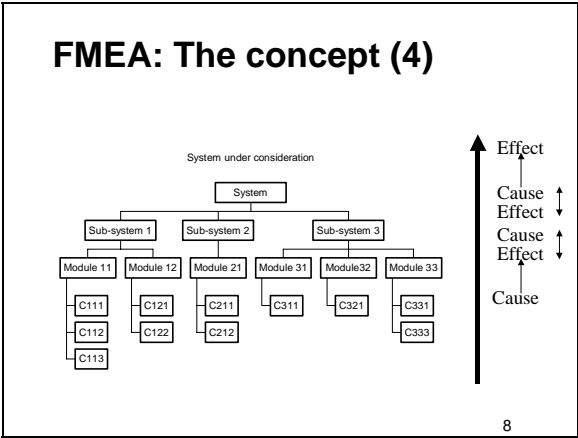 FMEA: The concept (4)
System under consideration
System
Sub-system 1
Sub-system 2
Sub-system 3
Module 11
Module 12
Module 21
Module 31
Module32
Module 33
C111
C121
C211
C311
C321
C331
C112
C122
C212
C333
C113
Effect
Cause
Effect
Cause
Effect
Cause
8